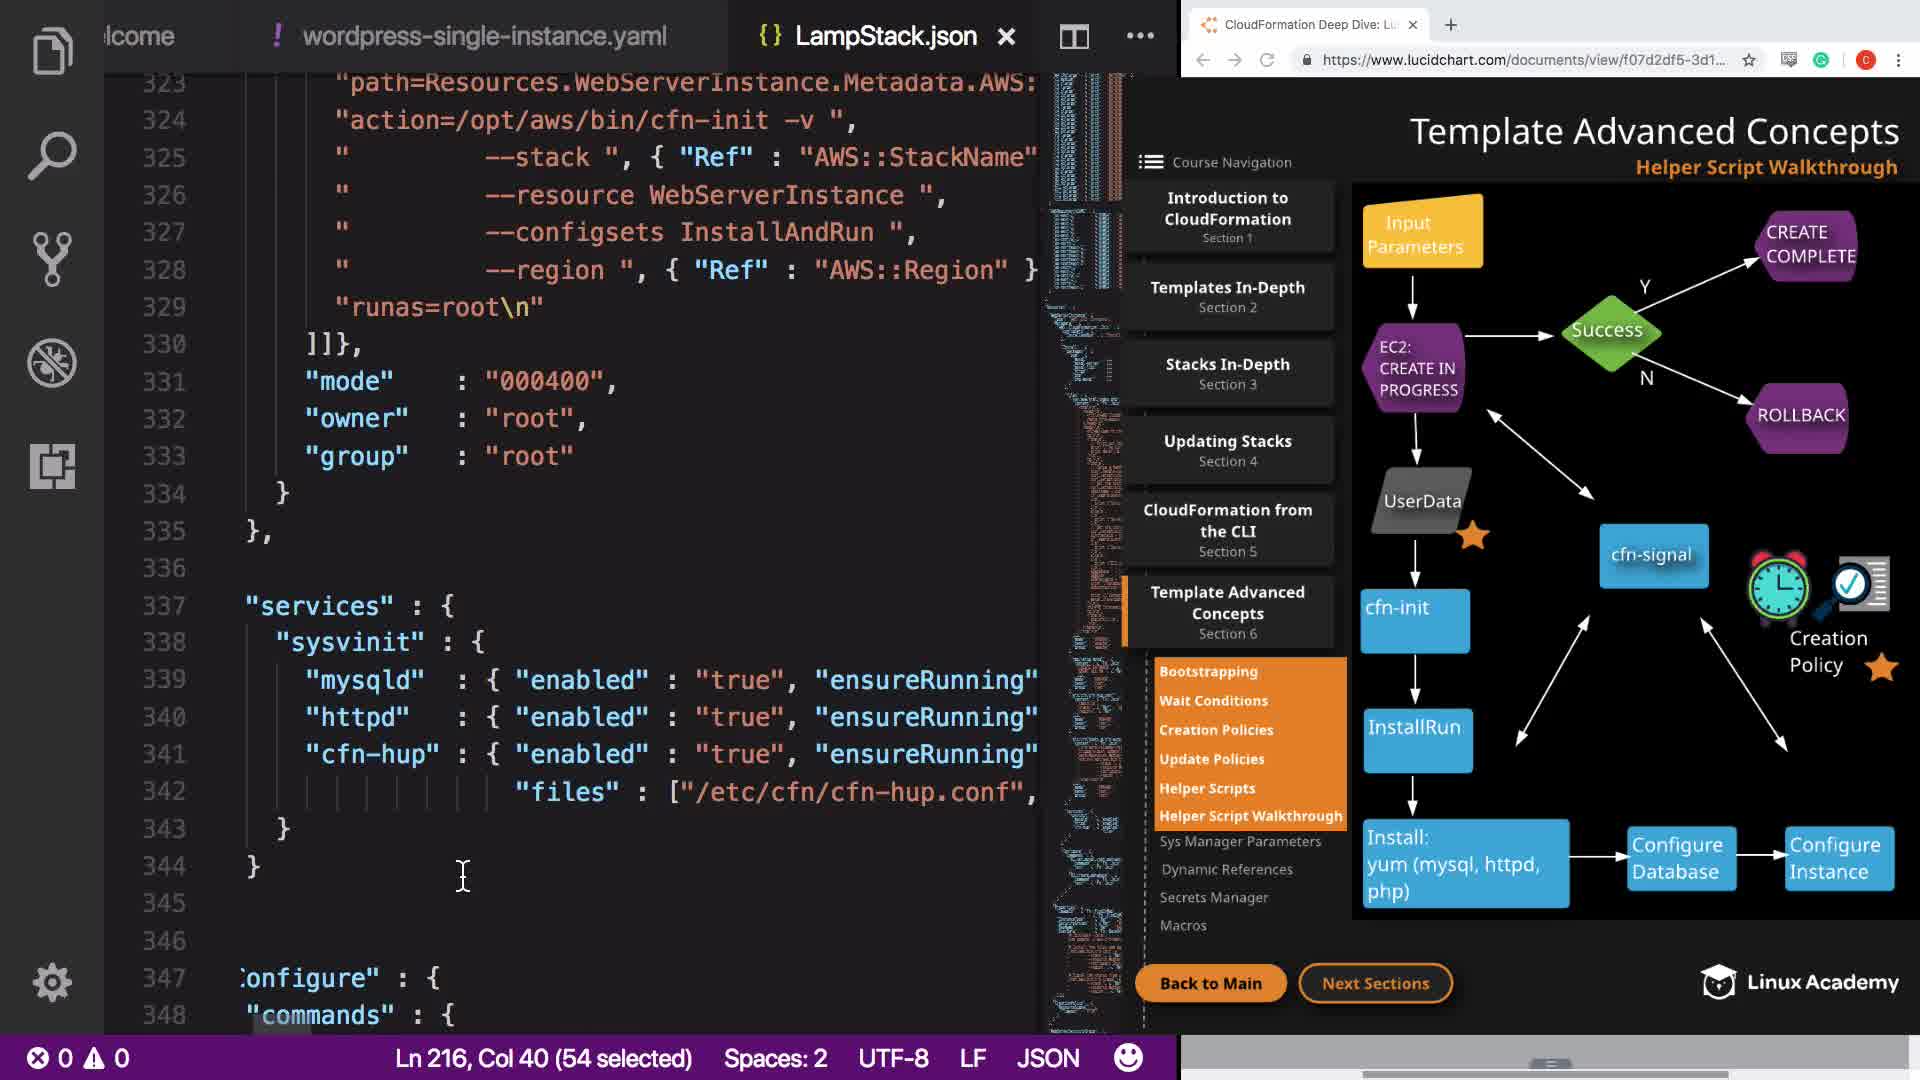 lcome
! wordpress-single-instance.yaml
{} LampStack.json
323 "path=Resources.WebServerInstance.Metadata.AWS:
324 "action=/opt/aws/bin/cfn-init -v ",
325 " --stack ", { "Ref" : "AWS::StackName"
326 " --resource WebServerInstance ",
327 " --configsets InstallAndRun ",
328 " --region ", { "Ref" : "AWS::Region" }
329 "runas=root\n"
330 ]]},
331 "mode" : "000400",
332 "owner" : "root",
333 "group" : "root"
334 }
335 },
336
337 "services" : {
338 "sysvinit" : {
339 "mysqld" : { "enabled" : "true", "ensureRunning"
340 "httpd" : { "enabled" : "true", "ensureRunning"
341 "cfn-hup" : { "enabled" : "true", "ensureRunning"
342 "files" : ["/etc/cfn/cfn-hup.conf",
343 }
344 }
345
346
347 onfigure" : {
348 "commands" : {
0 0
Ln 216, Col 40 (54 selected)
Spaces: 2
UTF-8
LF
JSON
CloudFormation Deep Dive: Lu
https://www.lucidchart.com/documents/view/f07d2df5-3d1...
C
Template Advanced Concepts
Helper Script Walkthrough
Course Navigation
Introduction to
CloudFormation
Section 1
Templates In-Depth
Section 2
Stacks In-Depth
Section 3
Updating Stacks
Section 4
CloudFormation from
the CLI
Section 5
Template Advanced
Concepts
Section 6
Bootstrapping
Wait Conditions
Creation Policies
Update Policies
Helper Scripts
Helper Script Walkthrough
Sys Manager Parameters
Dynamic References
Secrets Manager
Macros
Back to Main
Next Sections
Input
Parameters
EC2:
CREATE IN
PROGRESS
Success
Y
N
CREATE
COMPLETE
ROLLBACK
UserData
cfn-signal
cfn-init
Creation
Policy
InstallRun
Install:
yum (mysql, httpd,
php)
Configure
Database
Configure
Instance
Linux Academy